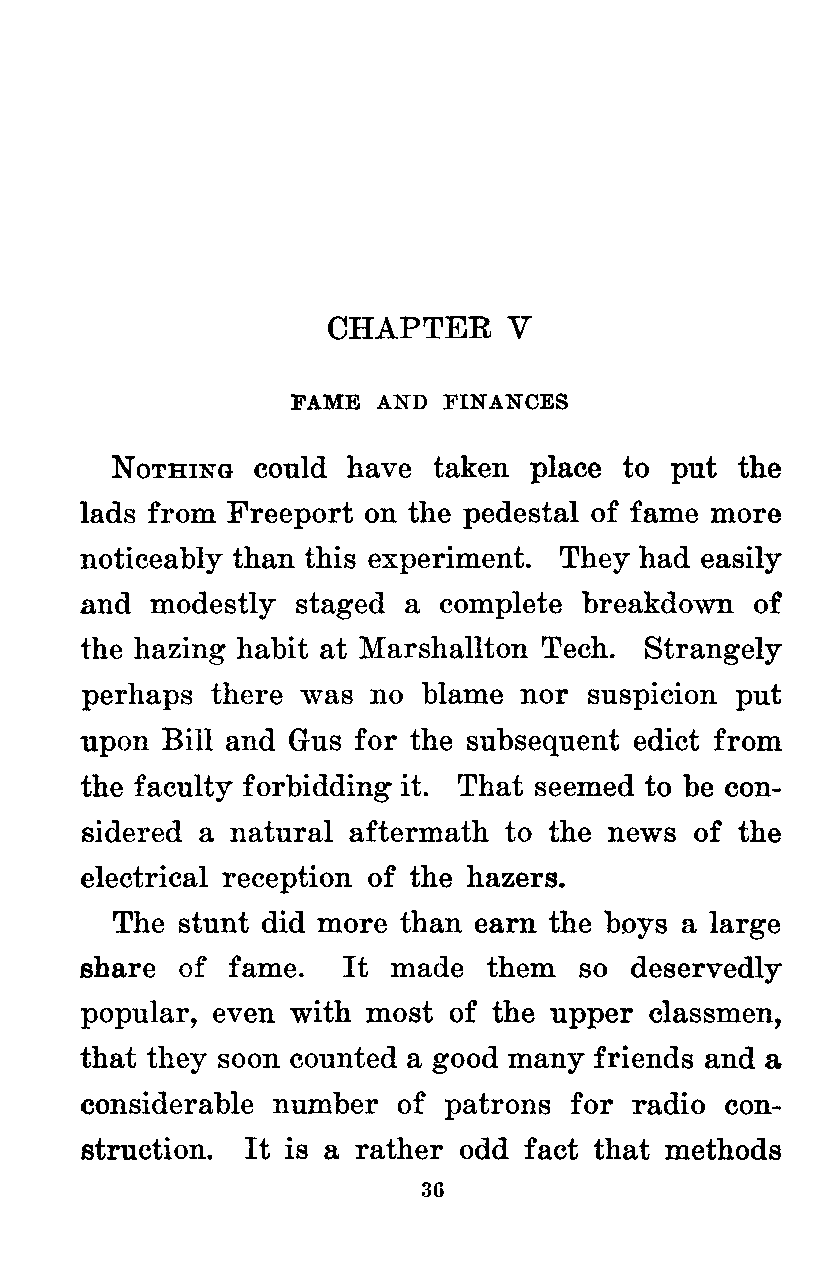 CHAPTER V
FAME AND FINANCES
NOTHING could have taken place to put the
lads from Freeport on the pedestal of fame more
noticeably than this experiment. They had easily
and modestly staged a complete breakdown of
the hazing habit at Marshallton Tech. Strangely
perhaps there was no blame nor suspicion put
upon Bill and Gus for the subsequent edict from
the faculty forbidding it. That seemed to be con-
sidered a natural aftermath to the news of the
electrical reception of the hazers.
The stunt did more than earn the boys a large
share of fame. It made them so deservedly
popular, even with most of the upper classmen,
that they soon counted a good many friends and a
considerable number of patrons for radio con-
struction. It is a rather odd fact that methods
36